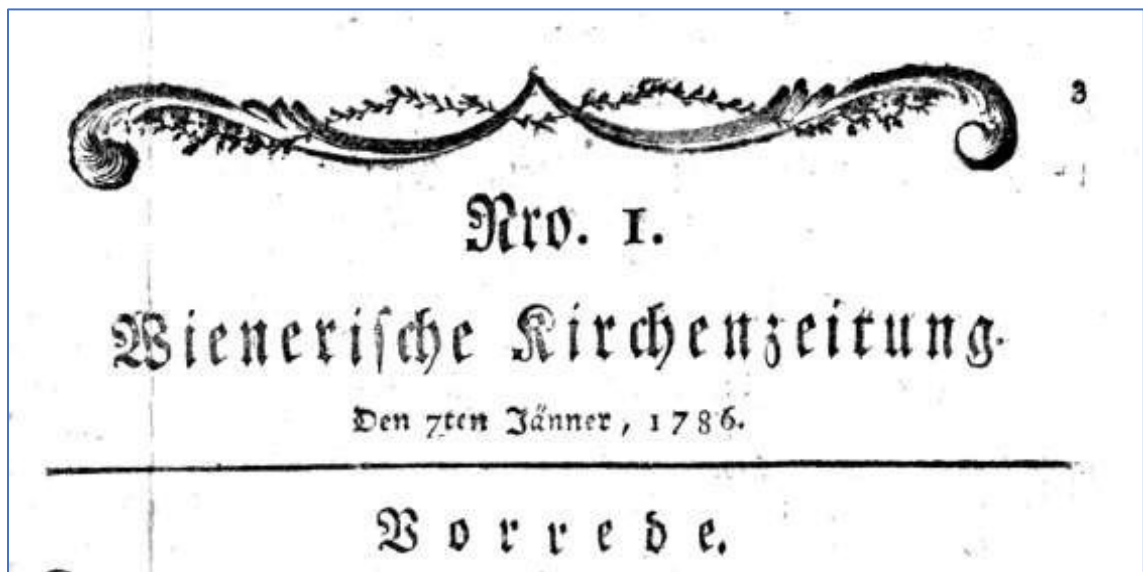 3
Nro. I.
Wienerische Kirchenzeitung.
Den 7ten Jänner, 1786.
Vorrede.